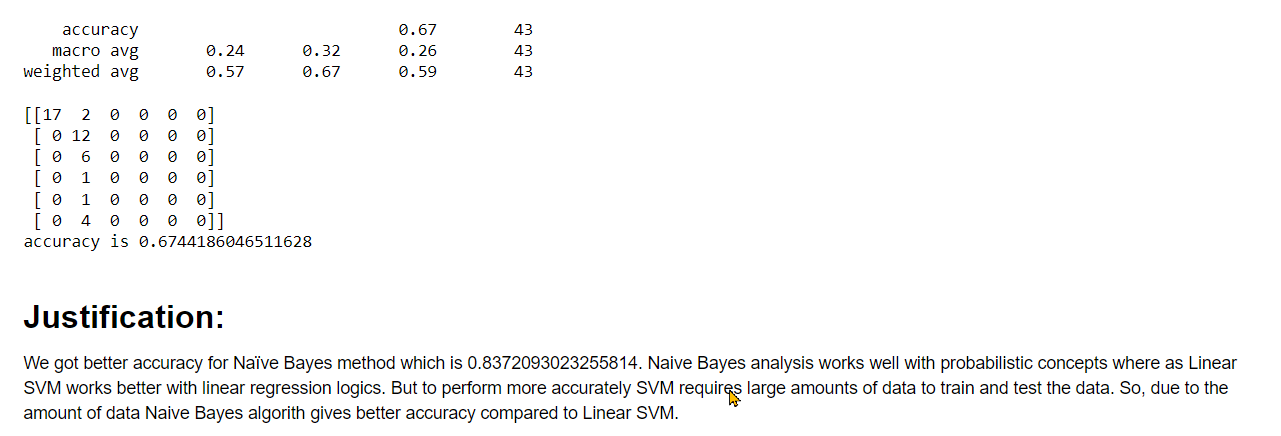 accuracy 0.67 43
macro avg 0.24 0.32 0.26 43
weighted avg 0.57 0.67 0.59 43
[[17 2 0 0 0 0]
[ 0 12 0 0 0 0]
[ 0 6 0 0 0 0]
[ 0 1 0 0 0 0]
[ 0 1 0 0 0 0]
[ 0 4 0 0 0 0]]
accuracy is 0.6744186046511628
Justification:
We got better accuracy for Naïve Bayes method which is 0.8372093023255814. Naive Bayes analysis works well with probabilistic concepts where as Linear
SVM works better with linear regression logics. But to perform more accurately SVM requires large amounts of data to train and test the data. So, due to the
amount of data Naive Bayes algorith gives better accuracy compared to Linear SVM.